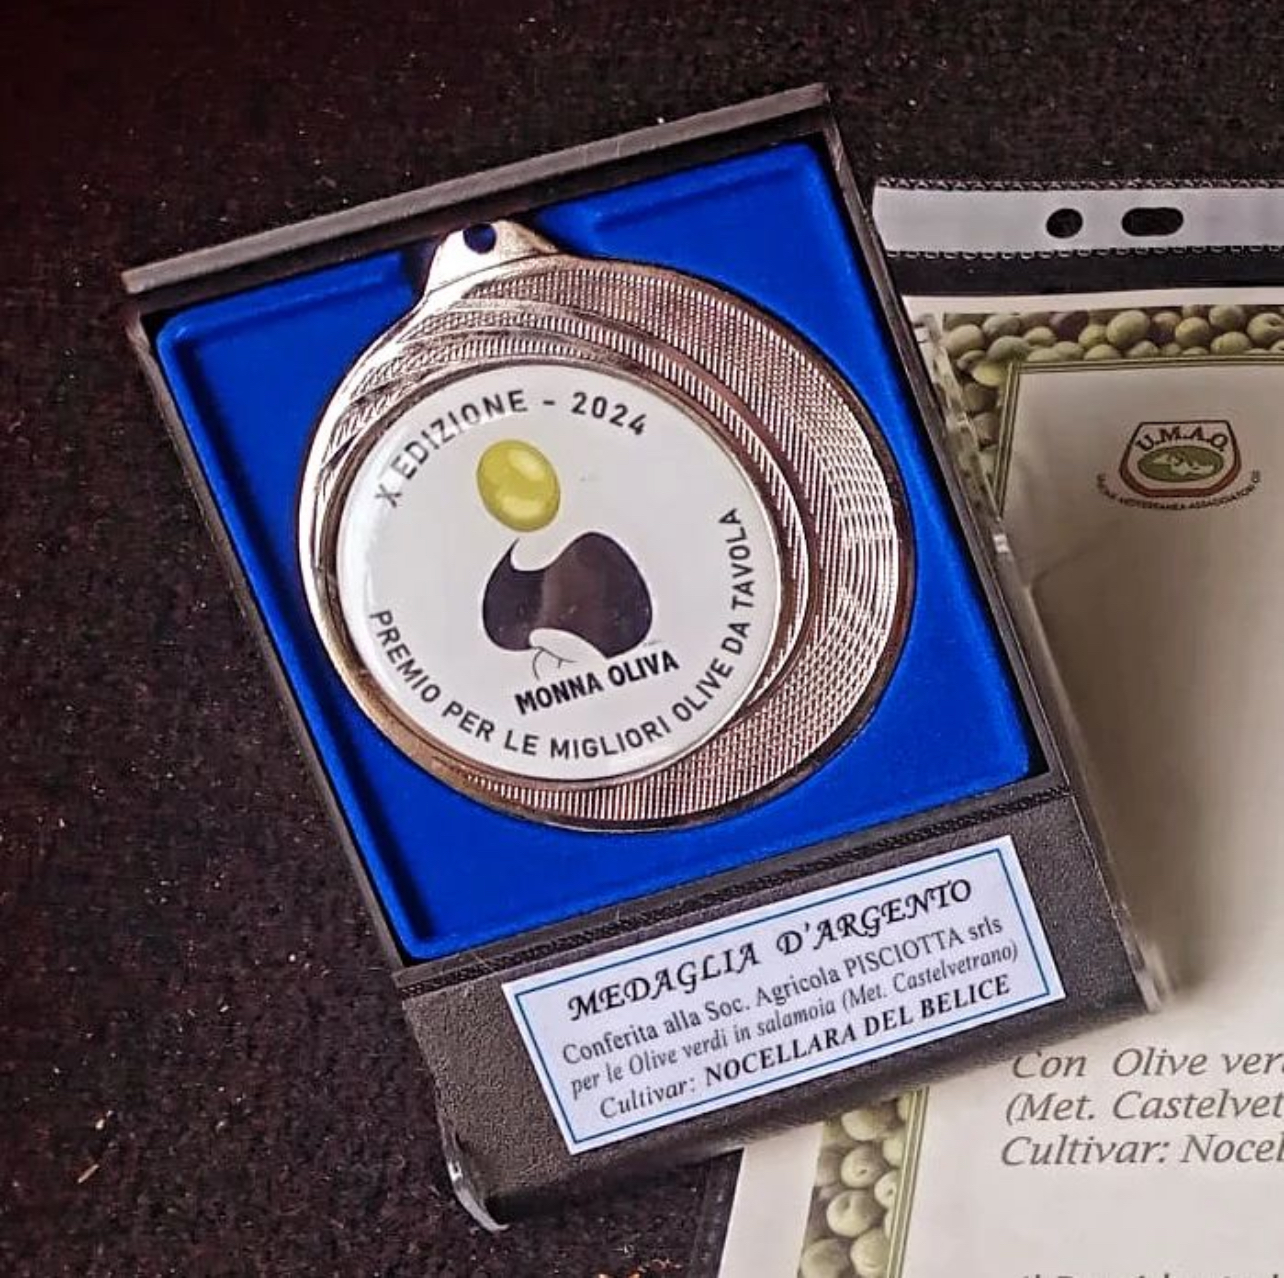 X EDIZIONE - 2024
MONNA OLIVA
PREMIO PER LE MIGLIORI OLIVE DA TAVOLA
MEDAGLIA D'ARGENTO
Conferita alla Soc. Agricola PISCIOTTA srls
per le Olive verdi in salamoia (Met. Castelvetrano)
Cultivar: NOCELLARA DEL BELICE
U.M.A.O.
Con Olive ver
(Met. Castelvet
Cultivar: Nocel